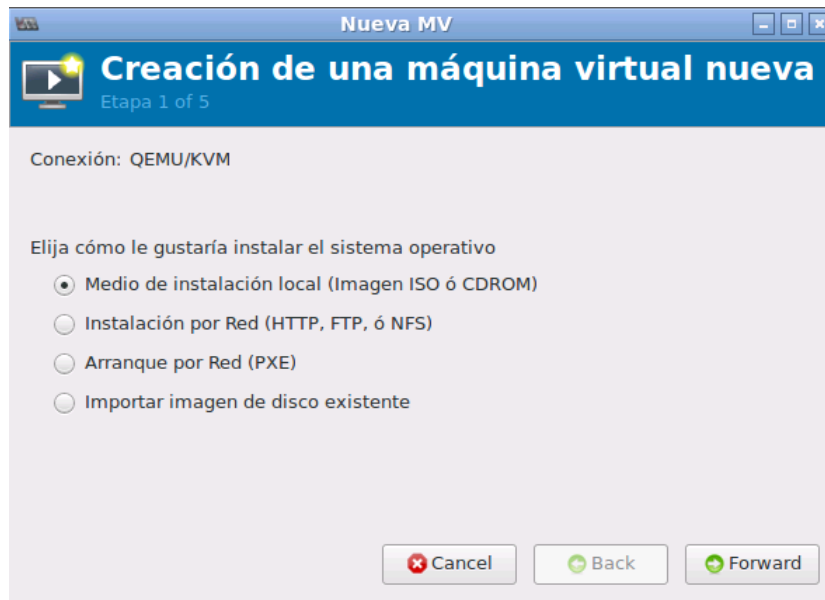 Nueva MV
Creación de una máquina virtual nueva
Etapa 1 of 5
Conexión: QEMU/KVM
Elija cómo le gustaría instalar el sistema operativo
Medio de instalación local (Imagen ISO ó CDROM)
Instalación por Red (HTTP, FTP, ó NFS)
Arranque por Red (PXE)
Importar imagen de disco existente
Cancel Back Forward